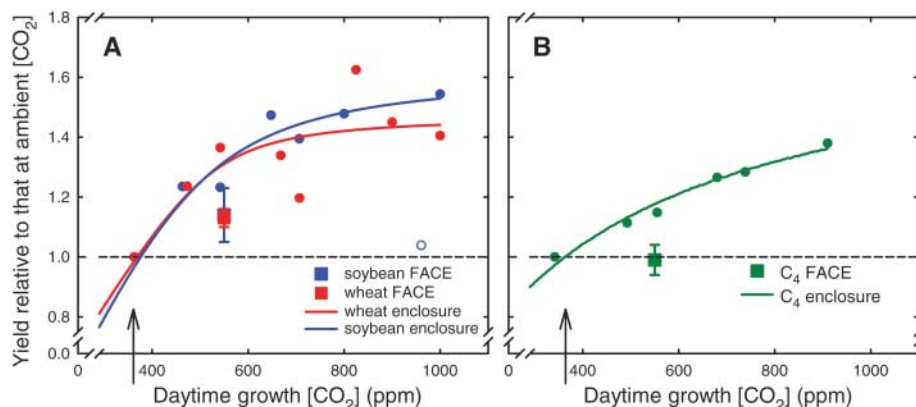 Yield relative to that at ambient [CO₂]
1.8
1.6
1.4
1.2
1.0
0.8
0.0
A
soybean FACE
wheat FACE
wheat enclosure
soybean enclosure
0 400 600 800 1000
Daytime growth [CO₂] (ppm)
B
C₄ FACE
C₄ enclosure
0 400 600 800 1000
Daytime growth [CO₂] (ppm)